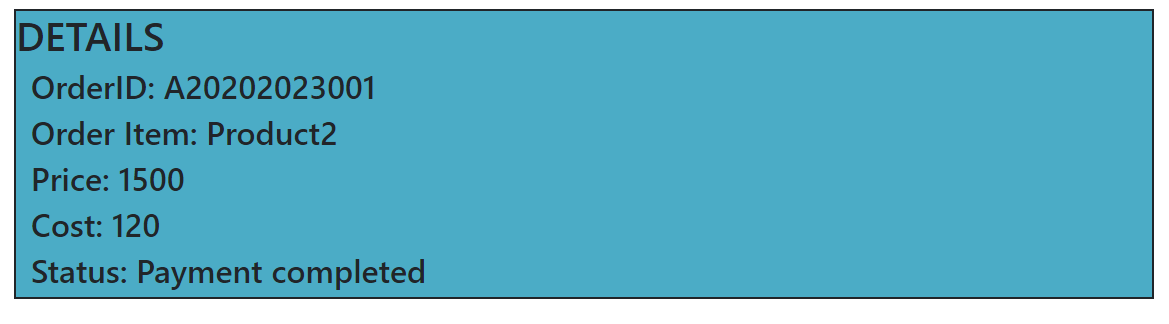 DETAILS
OrderID: A20202023001
Order Item: Product2
Price: 1500
Cost: 120
Status: Payment completed